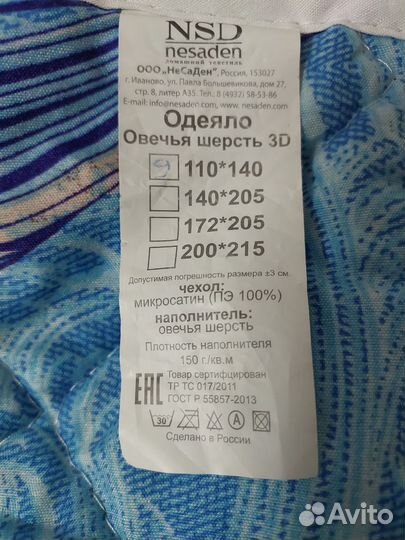 NSD
nesaden
домашний текстиль
ООО „НеСаДен", Россия, 153027
г. Иваново, ул. Павла Большевикова, дом 27,
стр. 8, литер А35. Тел.: 8 (4932) 58-53-86
E-mail: info@nesaden.com, www.nesaden.com
Одеяло
Овечья шерсть 3D
110*140
140*205
172*205
200*215
Допустимая погрешность размера ±3 см.
чехол:
микросатин (ПЭ 100%)
наполнитель:
овечья шерсть
Плотность наполнителя
150 г/кв.м
ЕАС Товар сертифицирован
ТР ТС 017/2011
ГОСТ Р 55857-2013
30 A
Сделано в России
Avito